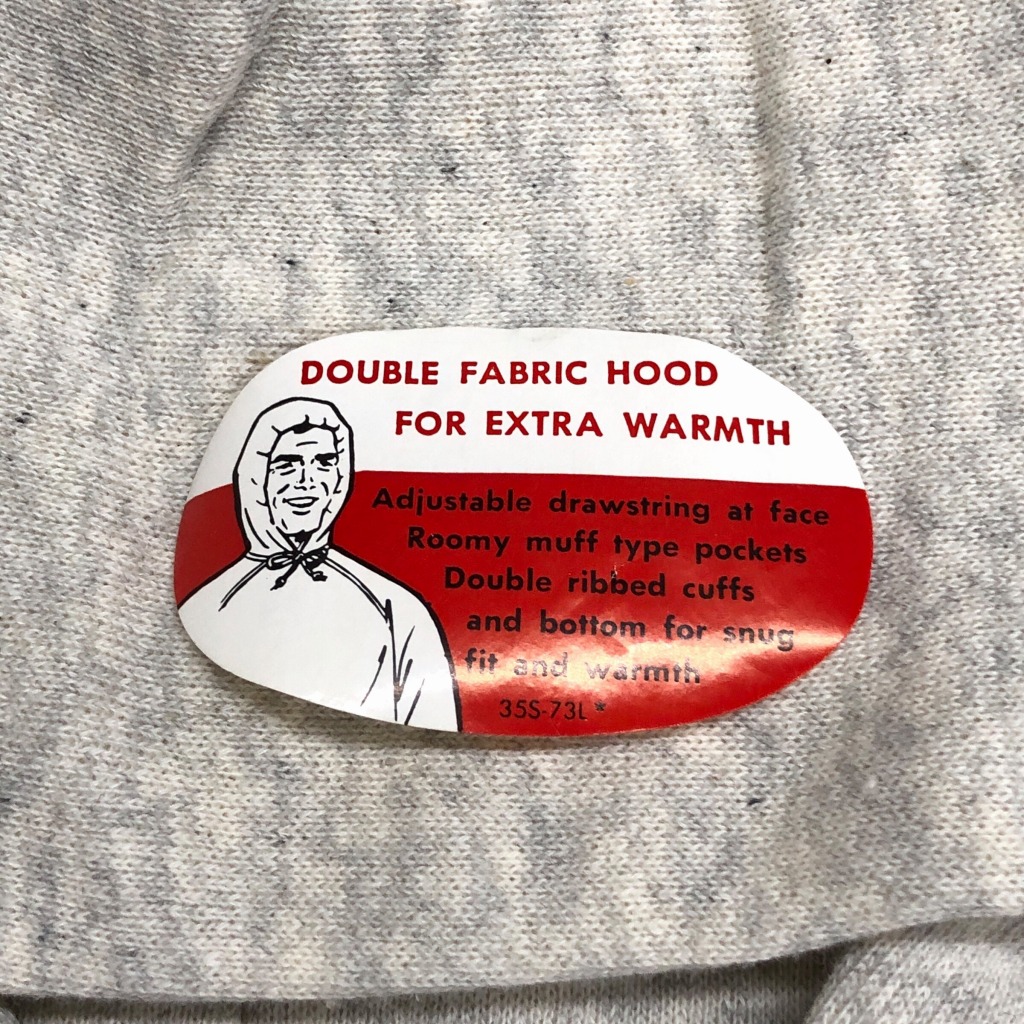 DOUBLE FABRIC HOOD
FOR EXTRA WARMTH
Adjustable drawstring at face
Roomy muff type pockets
Double ribbed cuffs
and bottom for snug
fit and warmth
35S-73L*